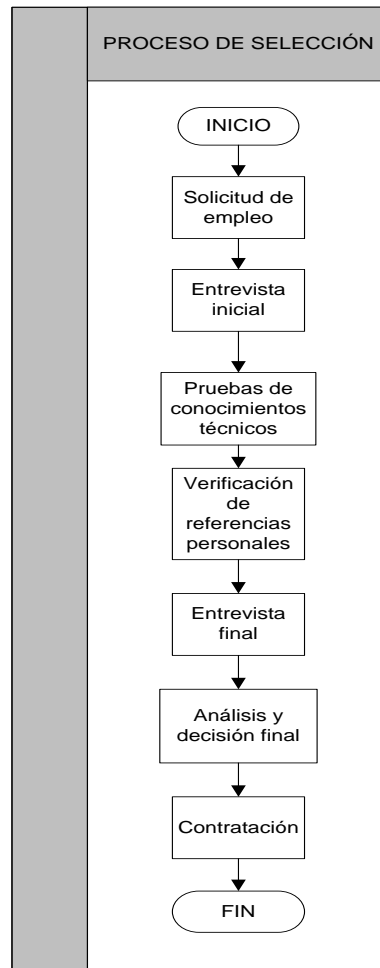 PROCESO DE SELECCIÓN
INICIO
Solicitud de
empleo
Entrevista
inicial
Pruebas de
conocimientos
técnicos
Verificación
de
referencias
personales
Entrevista
final
Análisis y
decisión final
Contratación
FIN